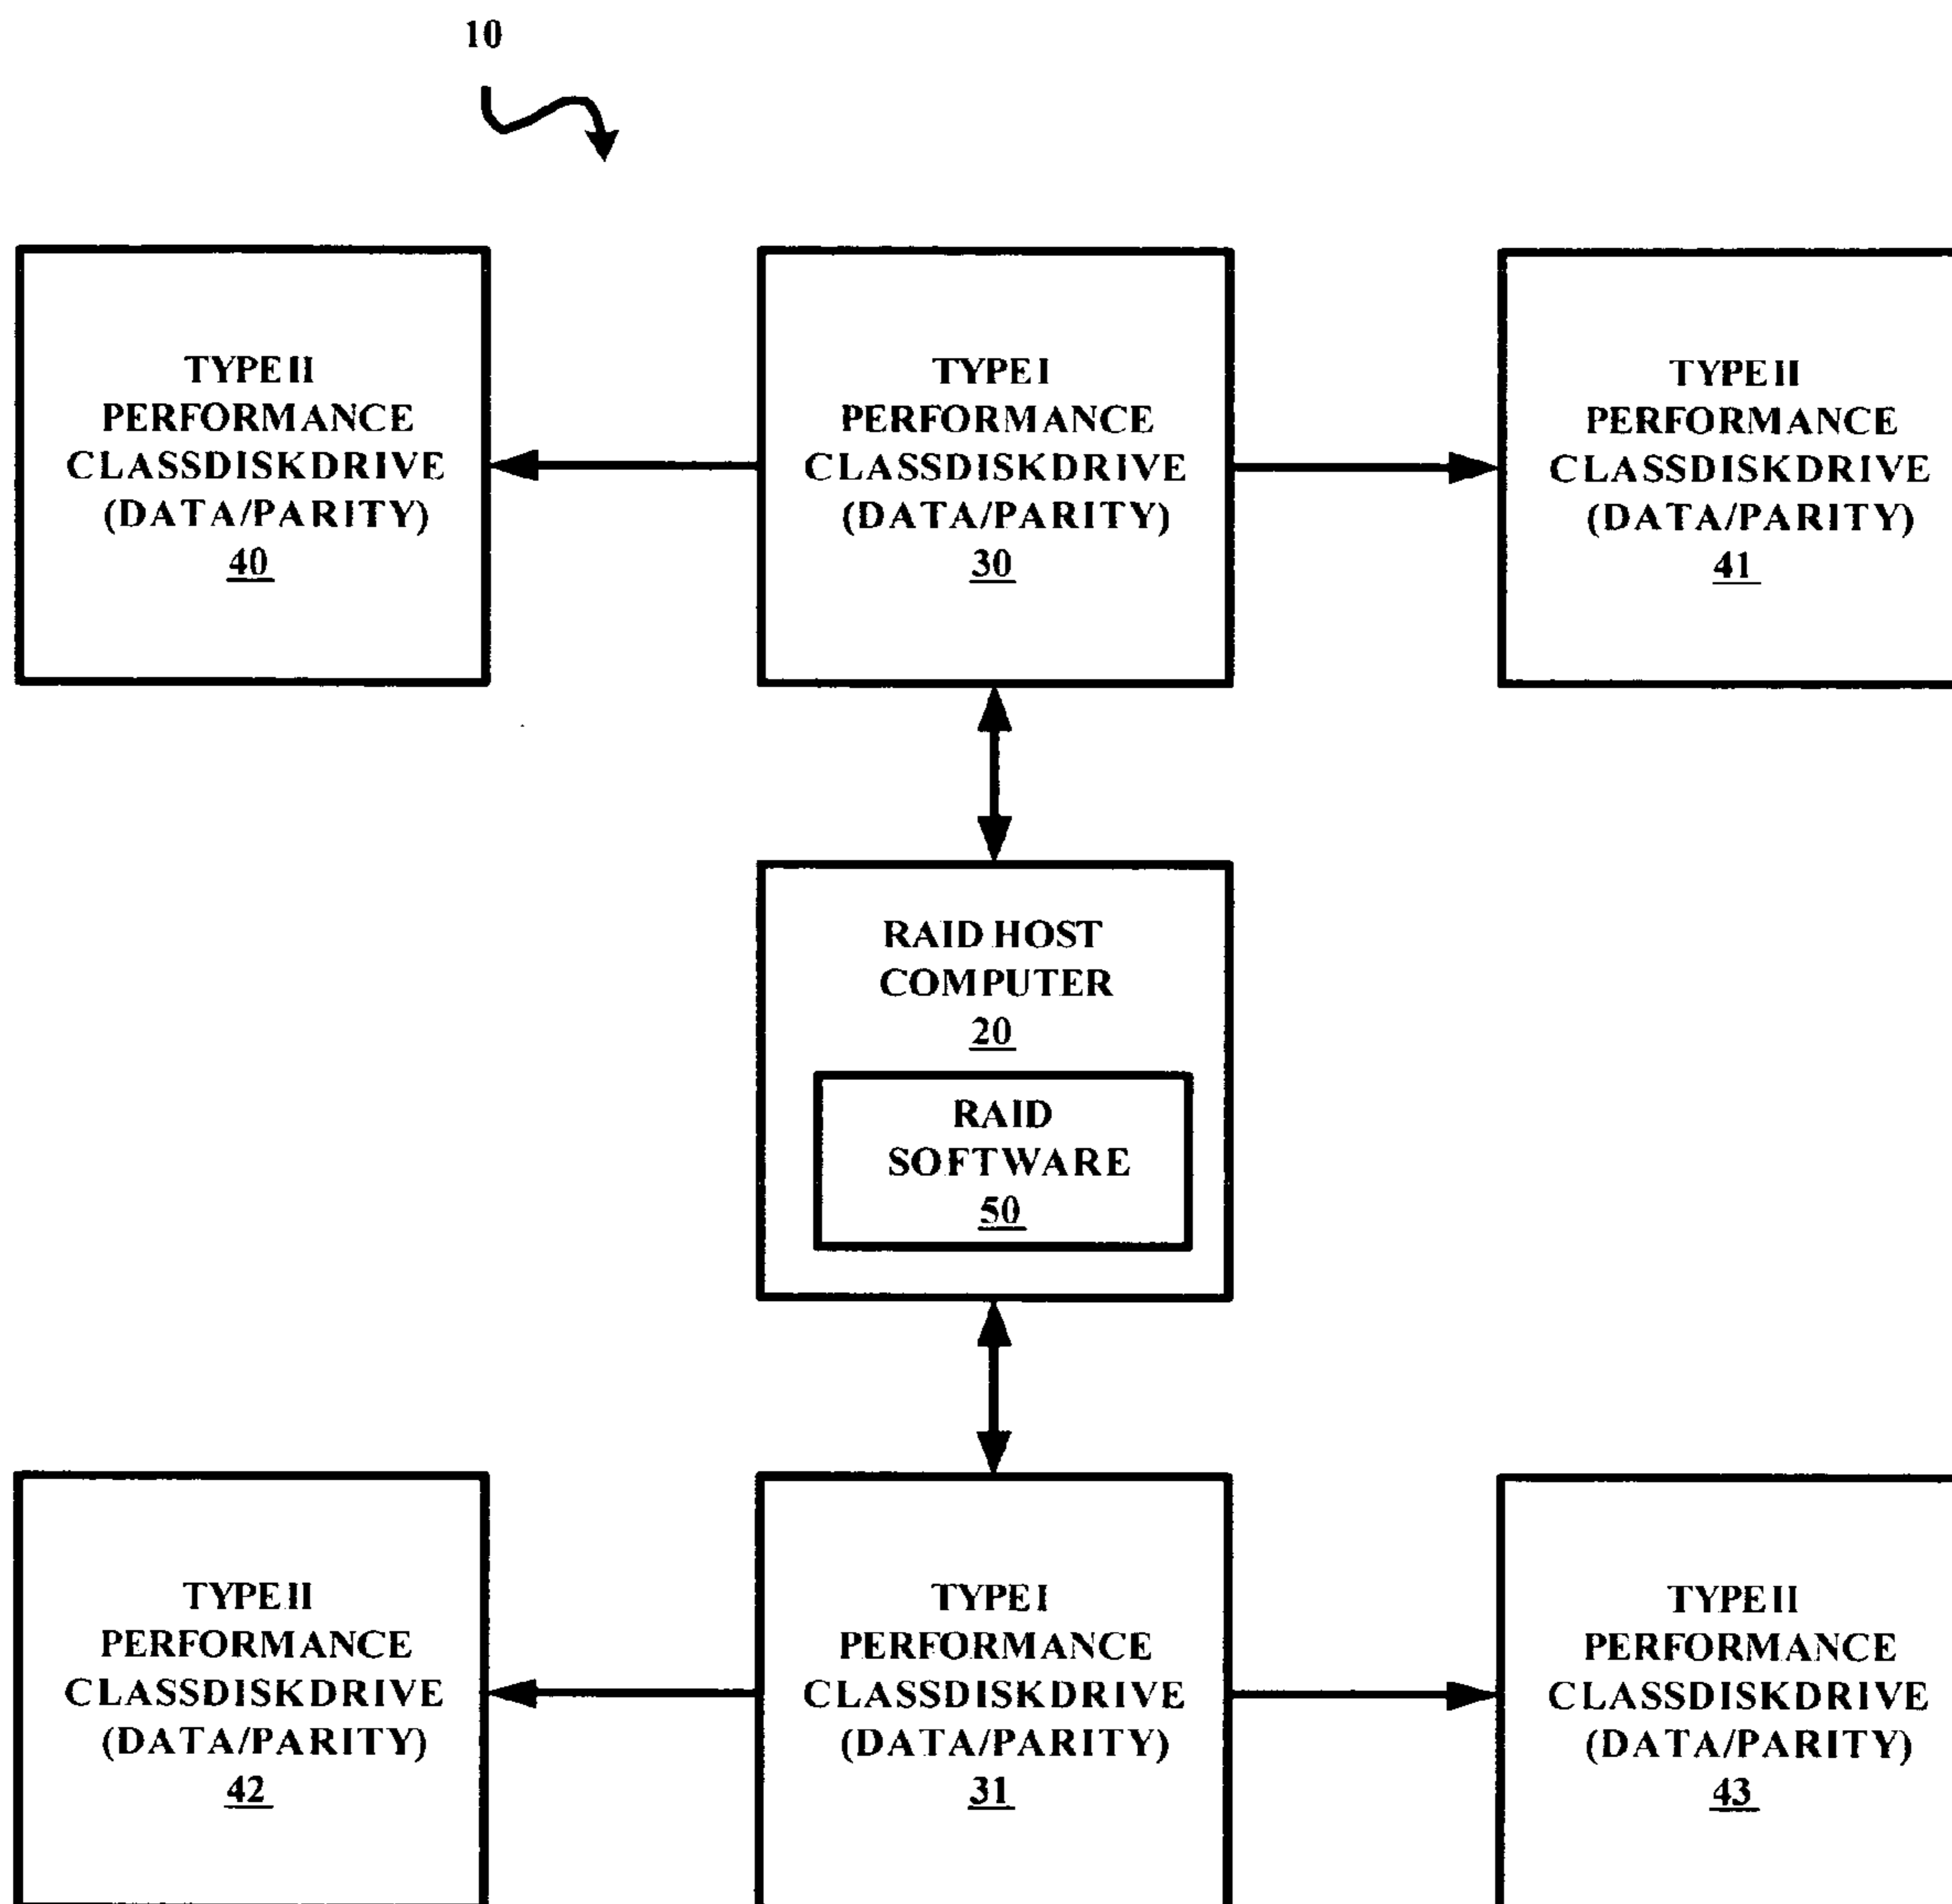 10
TYPE II
PERFORMANCE
CLASSDISKDRIVE
(DATA/PARITY)
40
TYPE I
PERFORMANCE
CLASSDISKDRIVE
(DATA/PARITY)
30
TYPE II
PERFORMANCE
CLASSDISKDRIVE
(DATA/PARITY)
41
RAID HOST
COMPUTER
20
RAID
SOFTWARE
50
TYPE II
PERFORMANCE
CLASSDISKDRIVE
(DATA/PARITY)
42
TYPE I
PERFORMANCE
CLASSDISKDRIVE
(DATA/PARITY)
31
TYPE II
PERFORMANCE
CLASSDISKDRIVE
(DATA/PARITY)
43